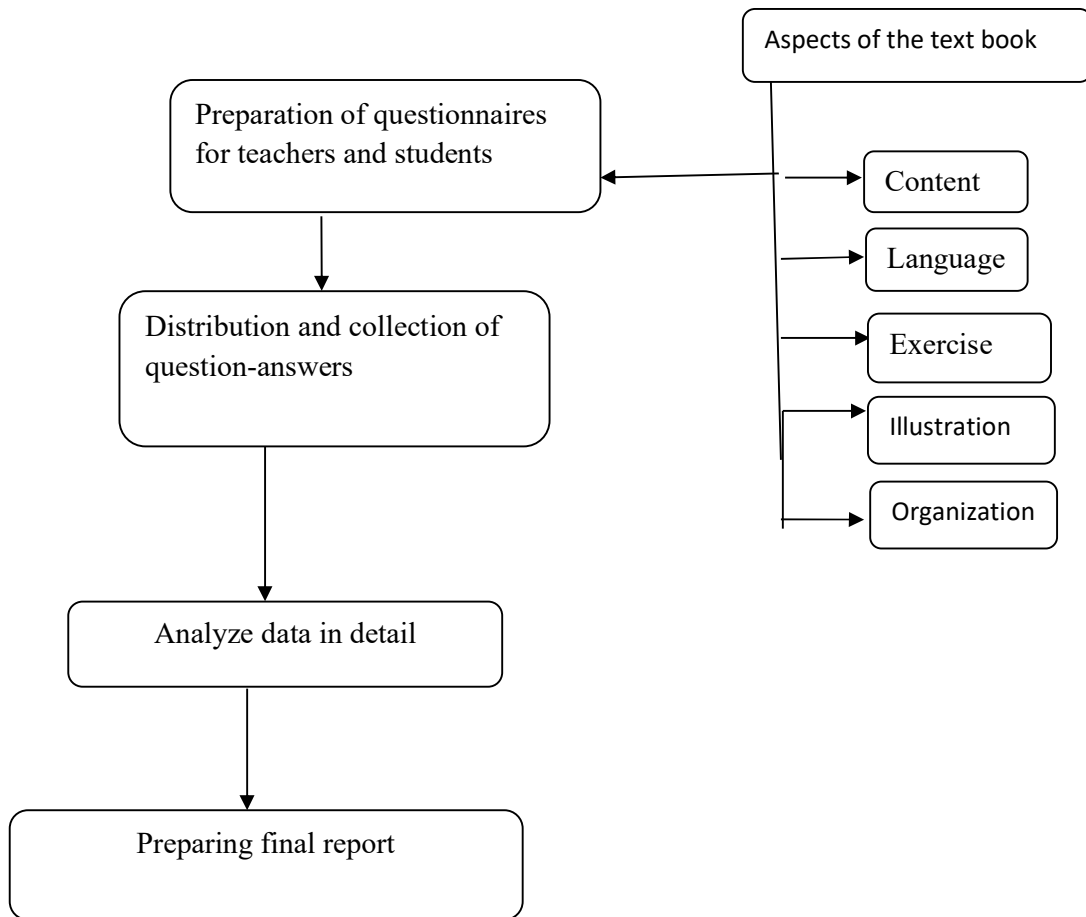 Aspects of the text book
Preparation of questionnaires
for teachers and students
Content
Language
Exercise
Illustration
Organization
Distribution and collection of
question-answers
Analyze data in detail
Preparing final report